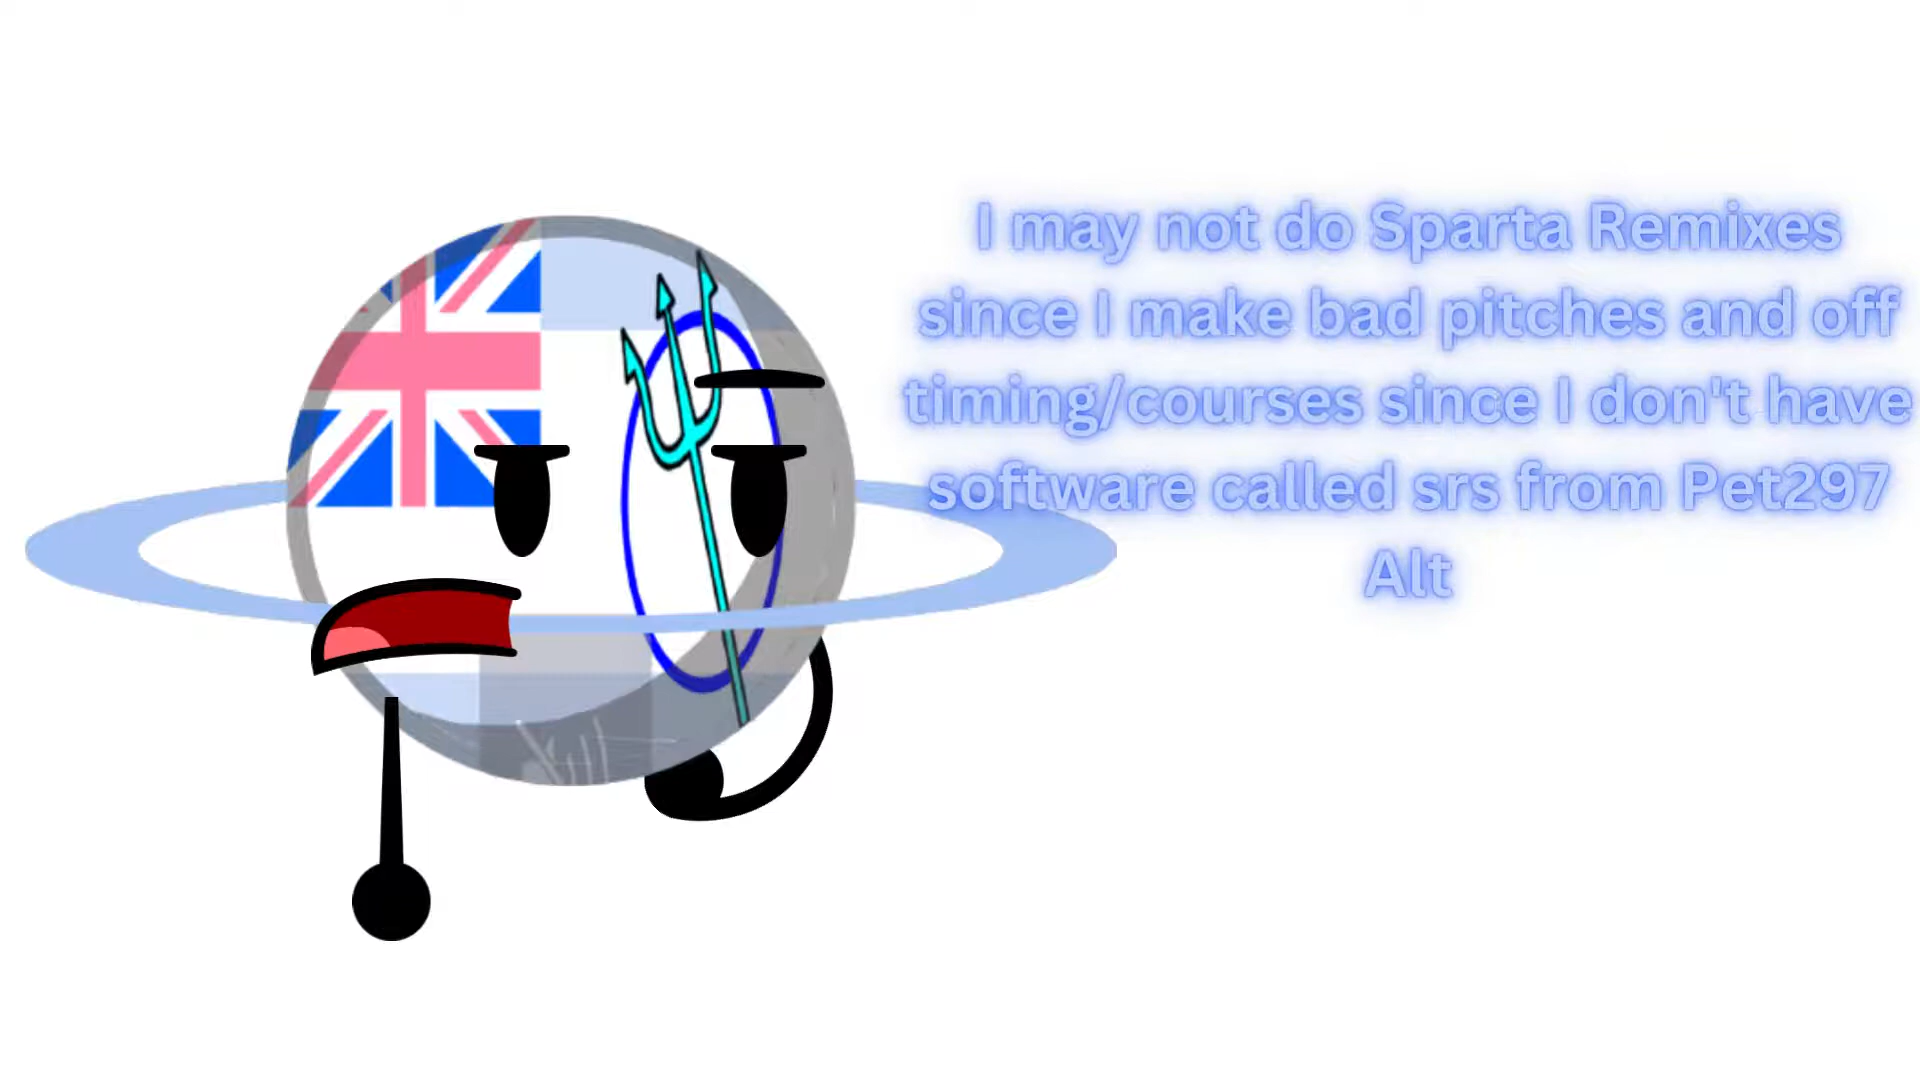 I may not do Sparta Remixes
since I make bad pitches and off
timing/courses since I don't have
software called srs from Pet297
Alt